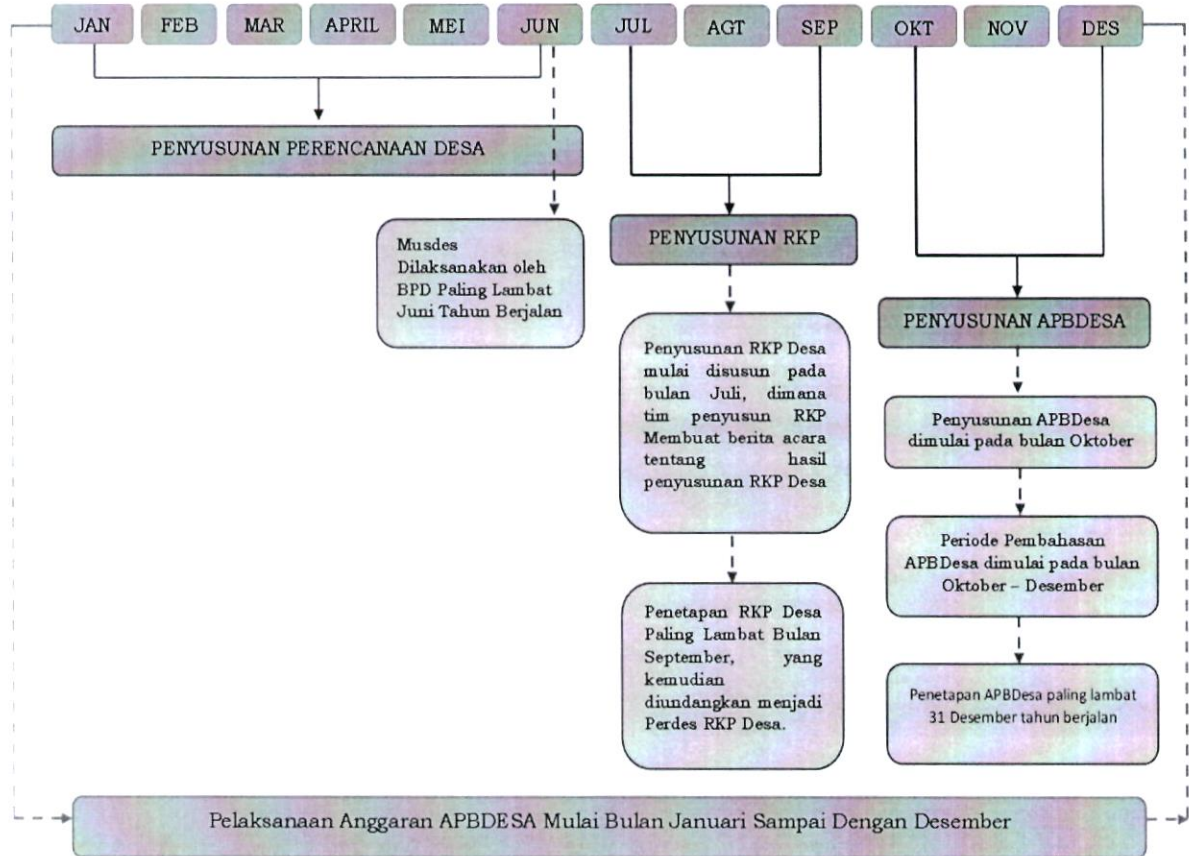 JAN FEB MAR APRIL MEI JUN JUL AGT SEP OKT NOV DES
PENYUSUNAN PERENCANAAN DESA
Musdes
Dilaksanakan oleh
BPD Paling Lambat
Juni Tahun Berjalan
PENYUSUNAN RKP
Penyusunan RKP Desa
mulai disusun pada
bulan Juli, dimana
tim penyusun RKP
Membuat berita acara
tentang hasil
penyusunan RKP Desa
Penetapan RKP Desa
Paling Lambat Bulan
September, yang
kemudian
diundangkan menjadi
Perdes RKP Desa.
PENYUSUNAN APBDESA
Penyusunan APBDesa
dimulai pada bulan Oktober
Periode Pembahasan
APBDesa dimulai pada bulan
Oktober – Desember
Penetapan APBDesa paling lambat
31 Desember tahun berjalan
Pelaksanaan Anggaran APBDESA Mulai Bulan Januari Sampai Dengan Desember